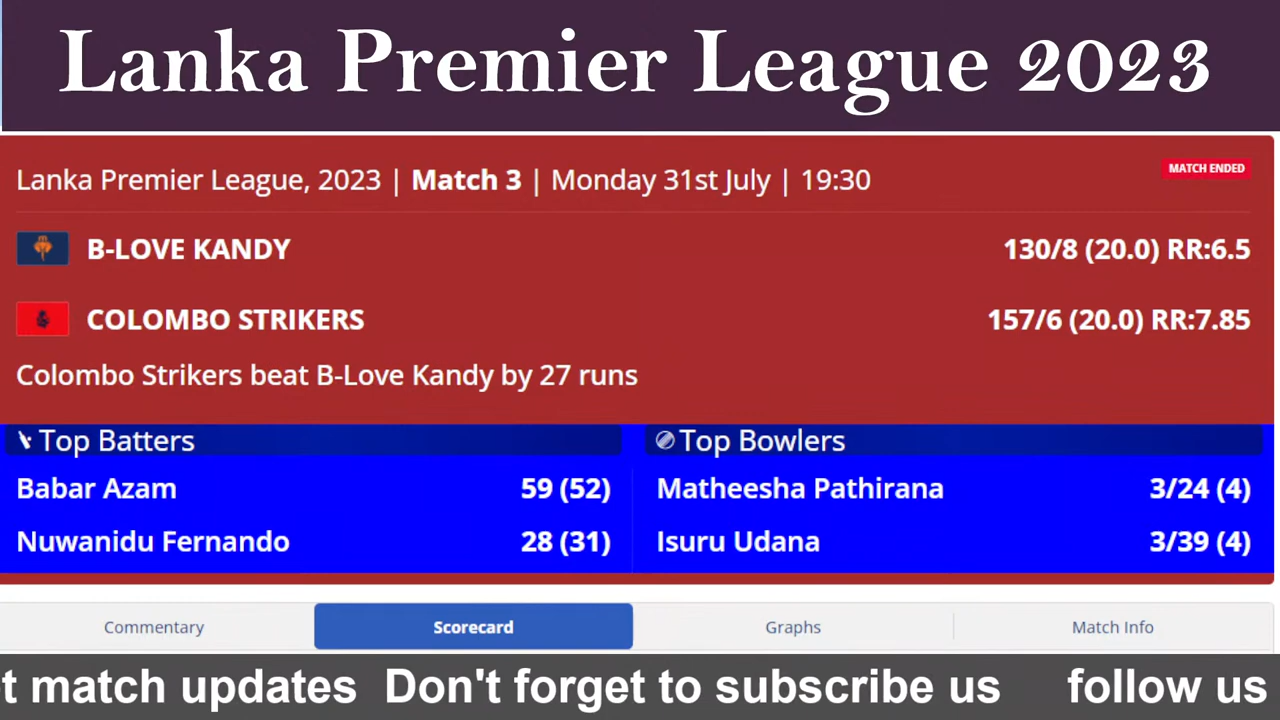 Lanka Premier League 2023
Lanka Premier League, 2023 | Match 3 | Monday 31st July | 19:30
MATCH ENDED
B-LOVE KANDY 130/8 (20.0) RR:6.5
COLOMBO STRIKERS 157/6 (20.0) RR:7.85
Colombo Strikers beat B-Love Kandy by 27 runs
Top Batters
Babar Azam 59 (52)
Nuwanidu Fernando 28 (31)
Top Bowlers
Matheesha Pathirana 3/24 (4)
Isuru Udana 3/39 (4)
Commentary Scorecard Graphs Match Info
t match updates Don't forget to subscribe us follow us